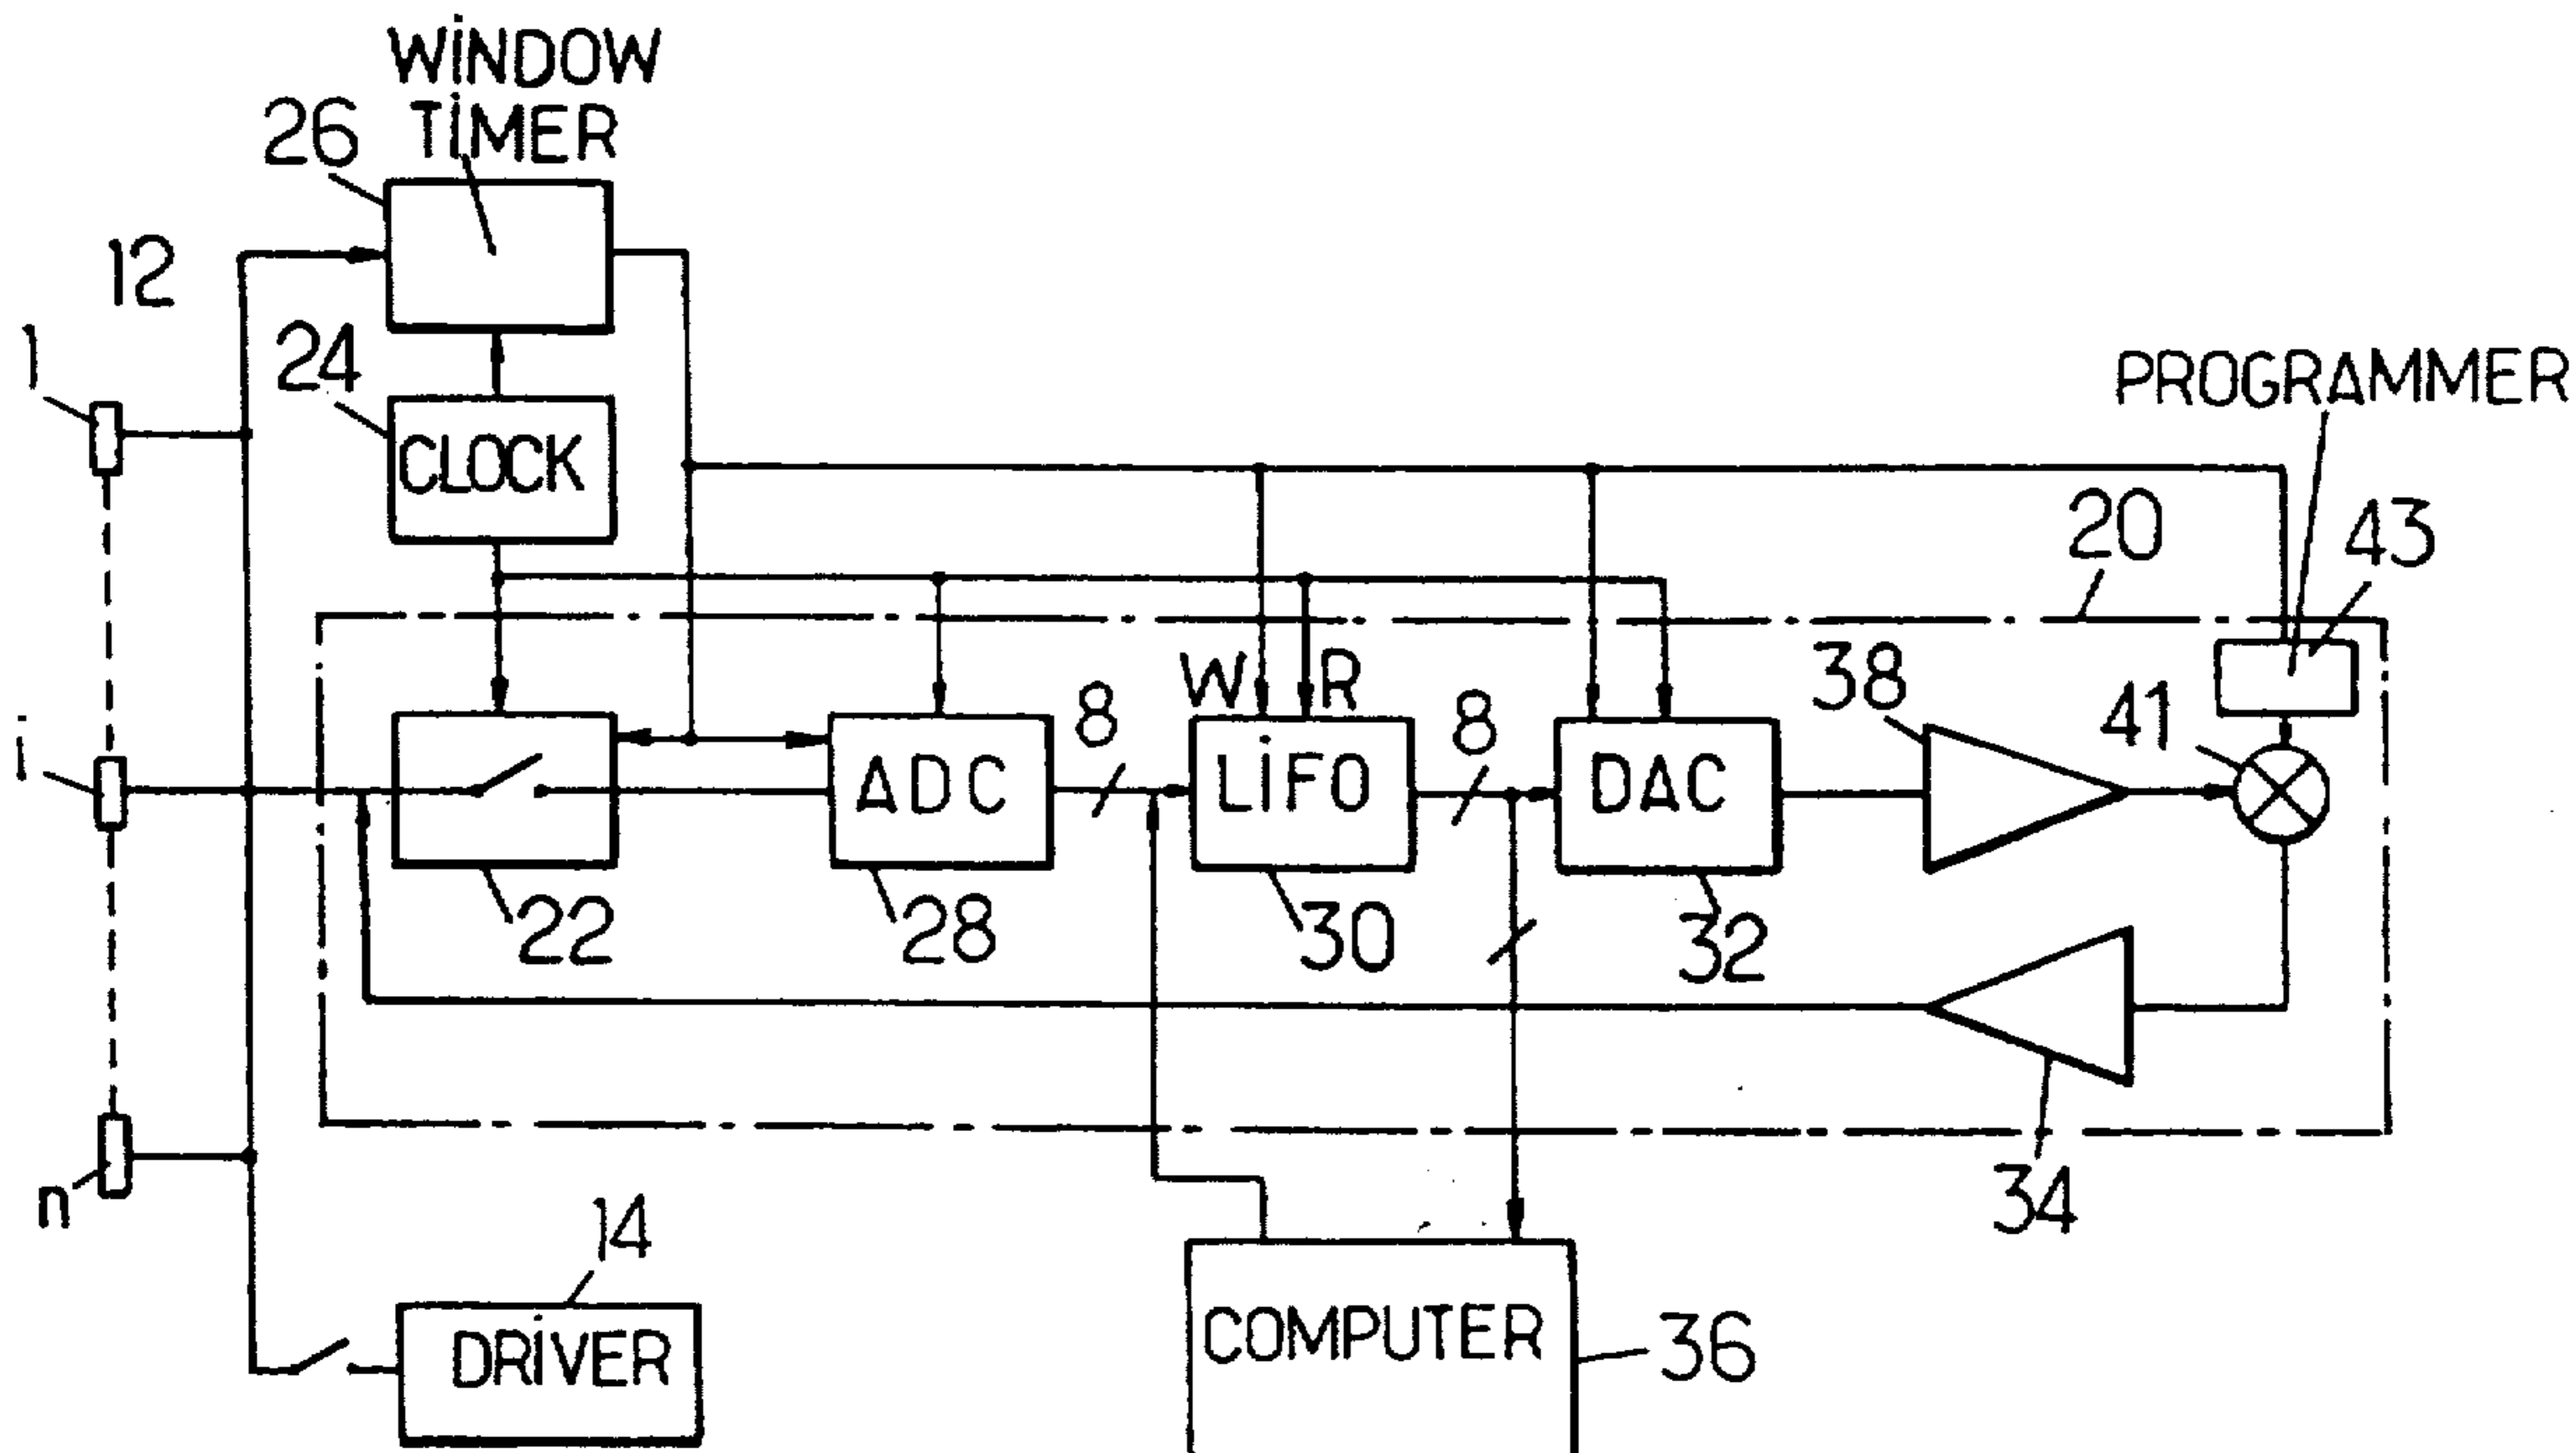 WiNDOW
TiMER
26
12
24
1
CLOCK
PROGRAMMER
20
43
W
R
8
8
38
41
i
ADC
LiFO
DAC
22
28
30
32
34
n
14
DRiVER
COMPUTER
36